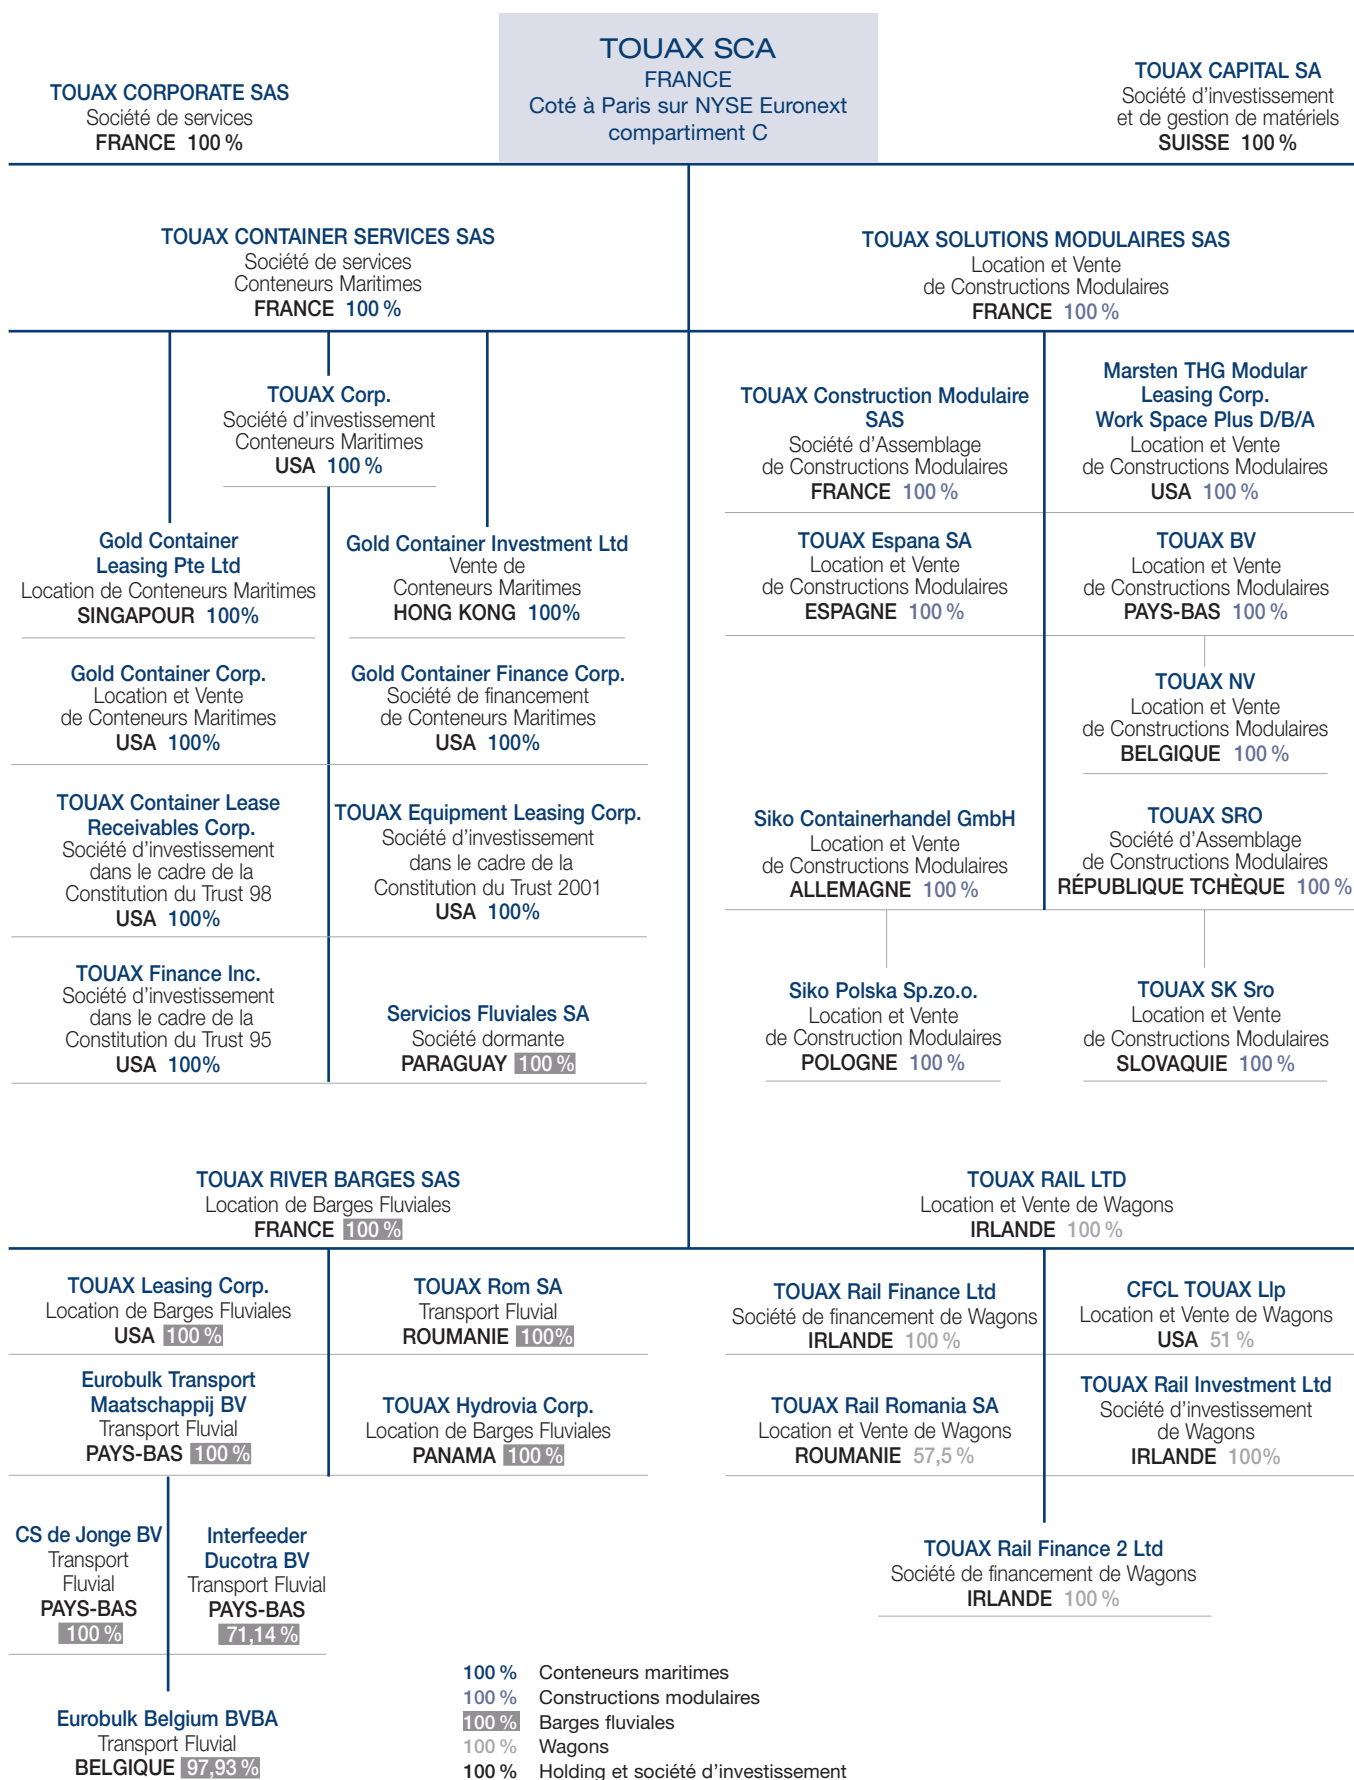 TOUAX SCA
FRANCE
Coté à Paris sur NYSE Euronext
compartiment C
TOUAX CORPORATE SAS
Société de services
FRANCE 100 %
TOUAX CAPITAL SA
Société d’investissement
et de gestion de matériels
SUISSE 100 %
TOUAX CONTAINER SERVICES SAS
Société de services
Conteneurs Maritimes
FRANCE 100 %
TOUAX SOLUTIONS MODULAIRES SAS
Location et Vente
de Constructions Modulaires
FRANCE 100 %
TOUAX Corp.
Société d’investissement
Conteneurs Maritimes
USA 100 %
Gold Container
Leasing Pte Ltd
Location de Conteneurs Maritimes
SINGAPOUR 100%
Gold Container Investment Ltd
Vente de
Conteneurs Maritimes
HONG KONG 100%
Gold Container Corp.
Location et Vente
de Conteneurs Maritimes
USA 100%
Gold Container Finance Corp.
Société de financement
de Conteneurs Maritimes
USA 100%
TOUAX Container Lease
Receivables Corp.
Société d’investissement
dans le cadre de la
Constitution du Trust 98
USA 100%
TOUAX Equipment Leasing Corp.
Société d’investissement
dans le cadre de la
Constitution du Trust 2001
USA 100%
TOUAX Finance Inc.
Société d’investissement
dans le cadre de la
Constitution du Trust 95
USA 100%
Servicios Fluviales SA
Société dormante
PARAGUAY 100 %
TOUAX Construction Modulaire
SAS
Société d’Assemblage
de Constructions Modulaires
FRANCE 100 %
Marsten THG Modular
Leasing Corp.
Work Space Plus D/B/A
Location et Vente
de Constructions Modulaires
USA 100 %
TOUAX Espana SA
Location et Vente
de Constructions Modulaires
ESPAGNE 100 %
TOUAX BV
Location et Vente
de Constructions Modulaires
PAYS-BAS 100 %
TOUAX NV
Location et Vente
de Constructions Modulaires
BELGIQUE 100 %
Siko Containerhandel GmbH
Location et Vente
de Constructions Modulaires
ALLEMAGNE 100 %
TOUAX SRO
Société d’Assemblage
de Constructions Modulaires
RÉPUBLIQUE TCHÈQUE 100 %
Siko Polska Sp.zo.o.
Location et Vente
de Construction Modulaires
POLOGNE 100 %
TOUAX SK Sro
Location et Vente
de Constructions Modulaires
SLOVAQUIE 100 %
TOUAX RIVER BARGES SAS
Location de Barges Fluviales
FRANCE 100 %
TOUAX RAIL LTD
Location et Vente de Wagons
IRLANDE 100 %
TOUAX Leasing Corp.
Location de Barges Fluviales
USA 100 %
TOUAX Rom SA
Transport Fluvial
ROUMANIE 100%
Eurobulk Transport
Maatschappij BV
Transport Fluvial
PAYS-BAS 100 %
TOUAX Hydrovia Corp.
Location de Barges Fluviales
PANAMA 100 %
CS de Jonge BV
Transport
Fluvial
PAYS-BAS
100 %
Interfeeder
Ducotra BV
Transport Fluvial
PAYS-BAS
71,14 %
Eurobulk Belgium BVBA
Transport Fluvial
BELGIQUE 97,93 %
TOUAX Rail Finance Ltd
Société de financement de Wagons
IRLANDE 100 %
CFCL TOUAX Llp
Location et Vente de Wagons
USA 51 %
TOUAX Rail Romania SA
Location et Vente de Wagons
ROUMANIE 57,5 %
TOUAX Rail Investment Ltd
Société d’investissement
de Wagons
IRLANDE 100%
TOUAX Rail Finance 2 Ltd
Société de financement de Wagons
IRLANDE 100 %
100 % Conteneurs maritimes
100 % Constructions modulaires
100 % Barges fluviales
100 % Wagons
100 % Holding et société d’investissement